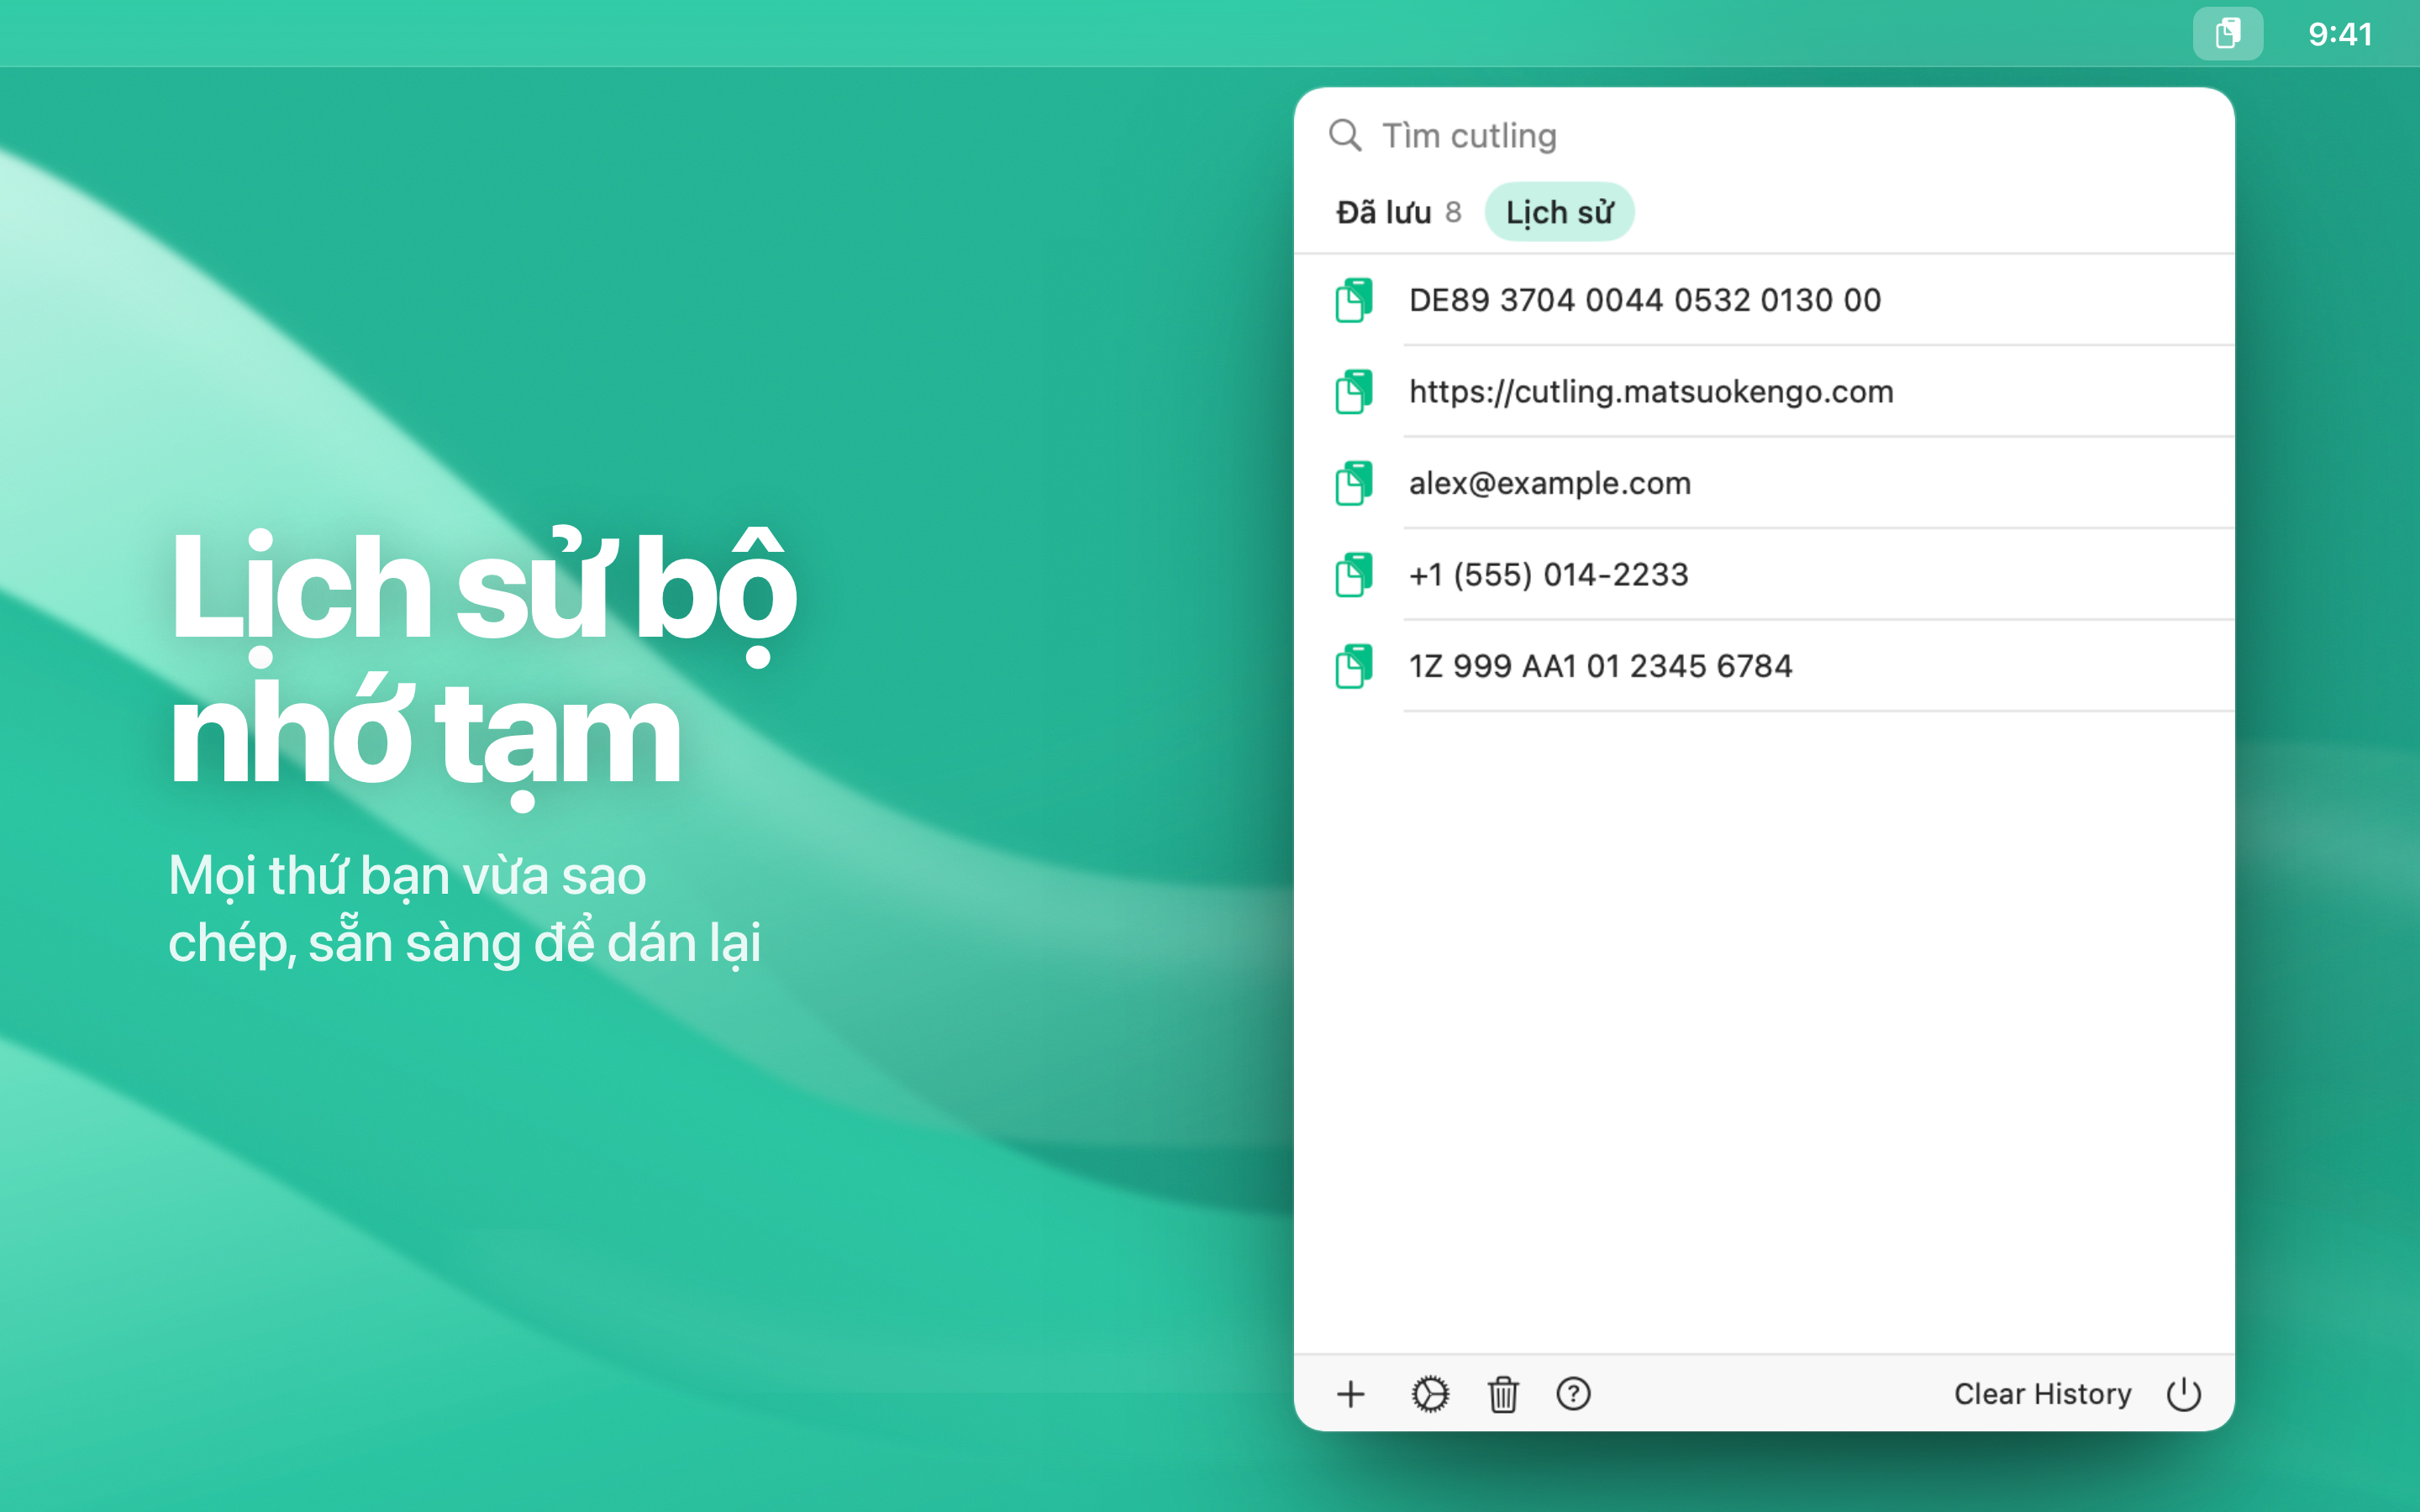 9:41
Lịch sử bộ
nhớ tạm
Mọi thứ bạn vừa sao
chép, sẵn sàng để dán lại
Tìm cutling
Đã lưu 8 Lịch sử
DE89 3704 0044 0532 0130 00
https://cutling.matsuokengo.com
alex@example.com
+1 (555) 014-2233
1Z 999 AA1 01 2345 6784
Clear History